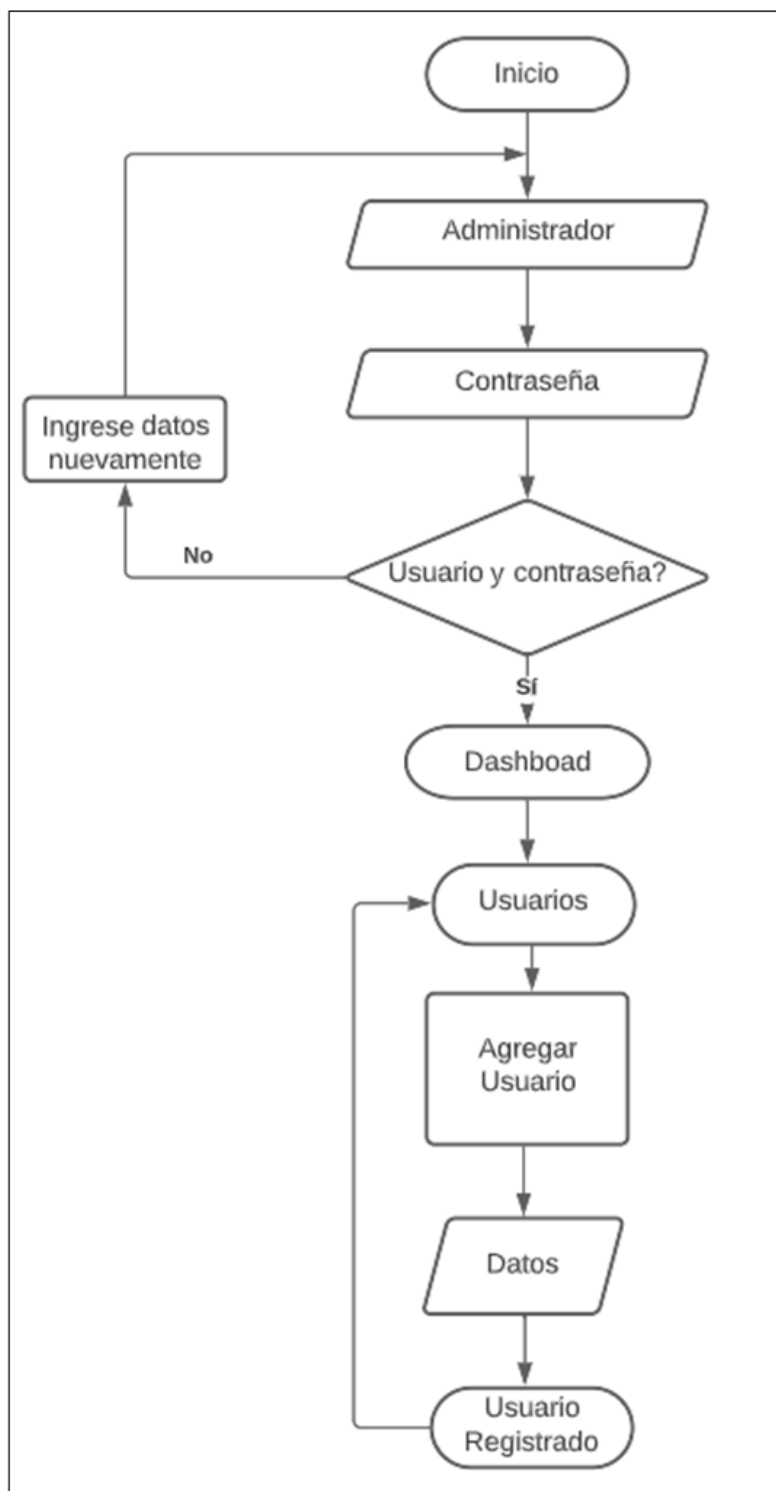 Inicio
Administrador
Contraseña
Ingrese datos
nuevamente
No
Usuario y contraseña?
Sí
Dashboad
Usuarios
Agregar
Usuario
Datos
Usuario
Registrado